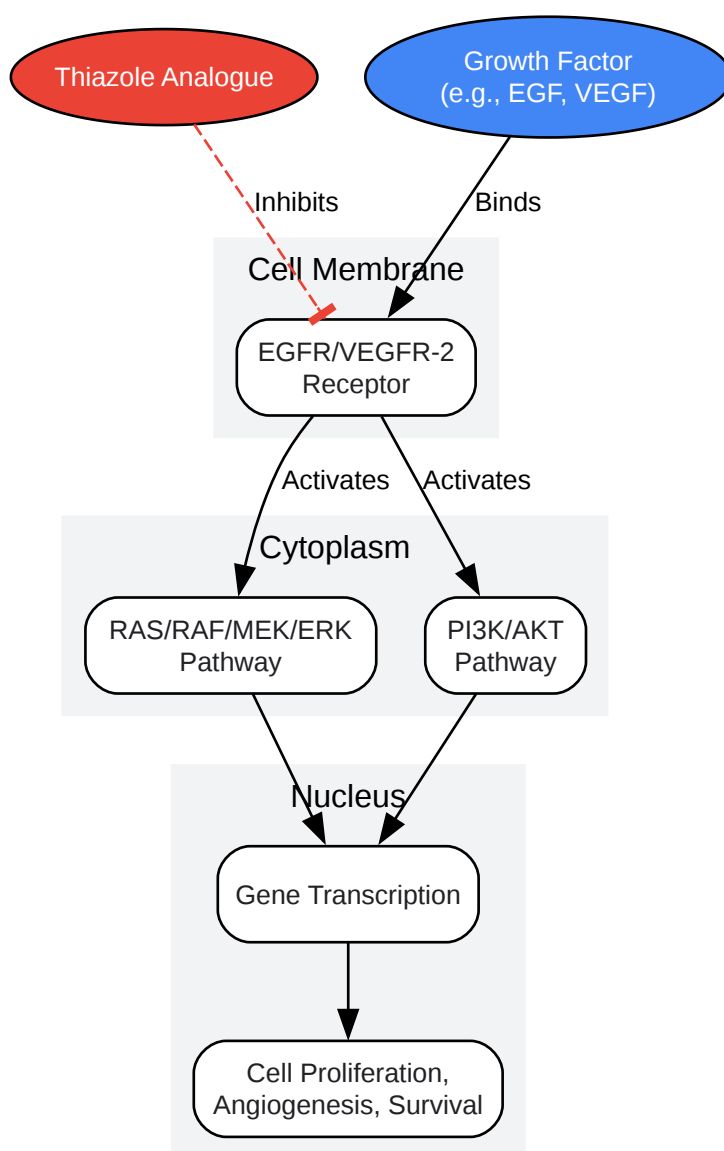 Thiazole Analogue
Growth Factor
(e.g., EGF, VEGF)
Inhibits
Binds
Cell Membrane
EGFR/VEGFR-2
Receptor
Activates
Activates
Cytoplasm
RAS/RAF/MEK/ERK
Pathway
PI3K/AKT
Pathway
Nucleus
Gene Transcription
Cell Proliferation,
Angiogenesis, Survival